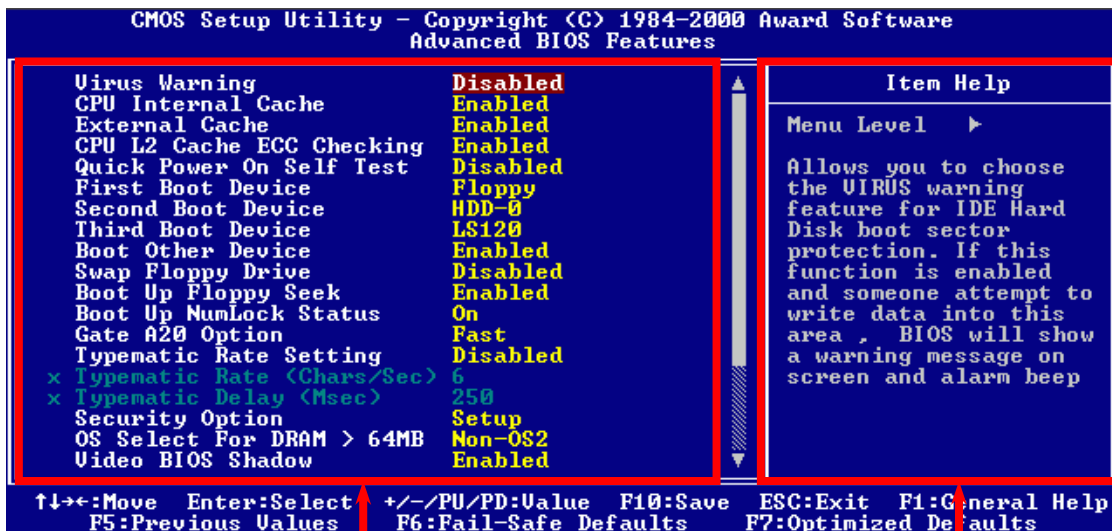 CMOS Setup Utility - Copyright (C) 1984-2000 Award Software
Advanced BIOS Features
Virus Warning Disabled
CPU Internal Cache Enabled
External Cache Enabled
CPU L2 Cache ECC Checking Enabled
Quick Power On Self Test Disabled
First Boot Device Floppy
Second Boot Device HDD-0
Third Boot Device LS120
Boot Other Device Enabled
Swap Floppy Drive Disabled
Boot Up Floppy Seek Enabled
Boot Up NumLock Status On
Gate A20 Option Fast
Typematic Rate Setting Disabled
x Typematic Rate (Chars/Sec) 6
x Typematic Delay (Msec) 250
Security Option Setup
OS Select For DRAM > 64MB Non-OS2
Video BIOS Shadow Enabled
Item Help
Menu Level ►
Allows you to choose
the VIRUS warning
feature for IDE Hard
Disk boot sector
protection. If this
function is enabled
and someone attempt to
write data into this
area , BIOS will show
a warning message on
screen and alarm beep
↑↓→←:Move Enter:Select +/-/PU/PD:Value F10:Save ESC:Exit F1:General Help
F5:Previous Values F6:Fail-Safe Defaults F7:Optimized Defaults